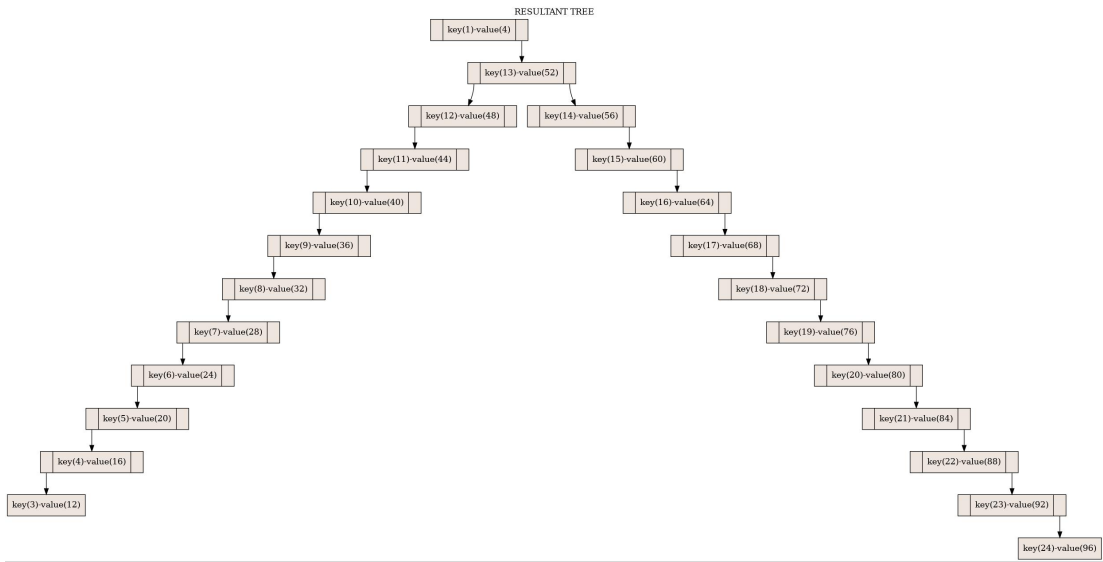 RESULTANT TREE
key(1)-value(4)
key(13)-value(52)
key(12)-value(48)
key(14)-value(56)
key(11)-value(44)
key(15)-value(60)
key(10)-value(40)
key(16)-value(64)
key(9)-value(36)
key(17)-value(68)
key(8)-value(32)
key(18)-value(72)
key(7)-value(28)
key(19)-value(76)
key(6)-value(24)
key(20)-value(80)
key(5)-value(20)
key(21)-value(84)
key(4)-value(16)
key(22)-value(88)
key(3)-value(12)
key(23)-value(92)
key(24)-value(96)